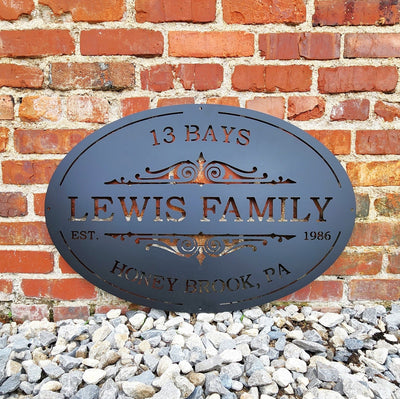 13 BAYS
LEWIS FAMILY
EST. 1986
HONEY BROOK, PA